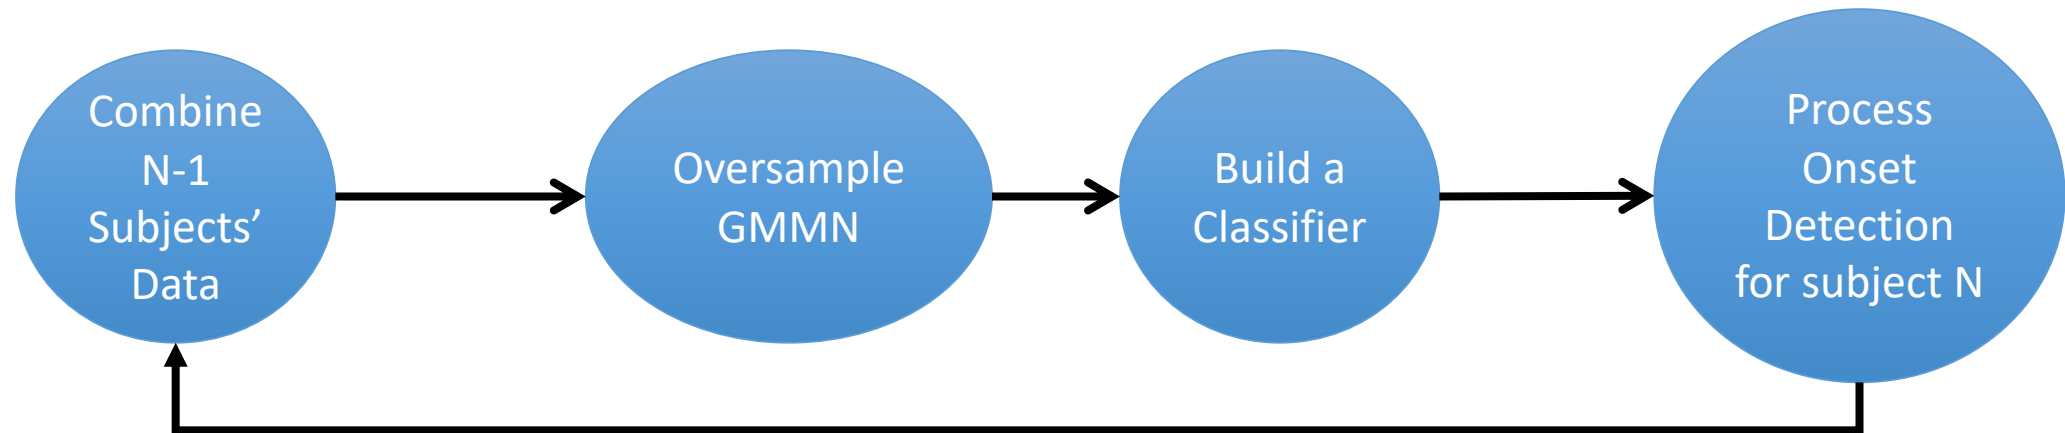 Combine
N-1
Subjects’
Data
Oversample
GMMN
Build a
Classifier
Process
Onset
Detection
for subject N